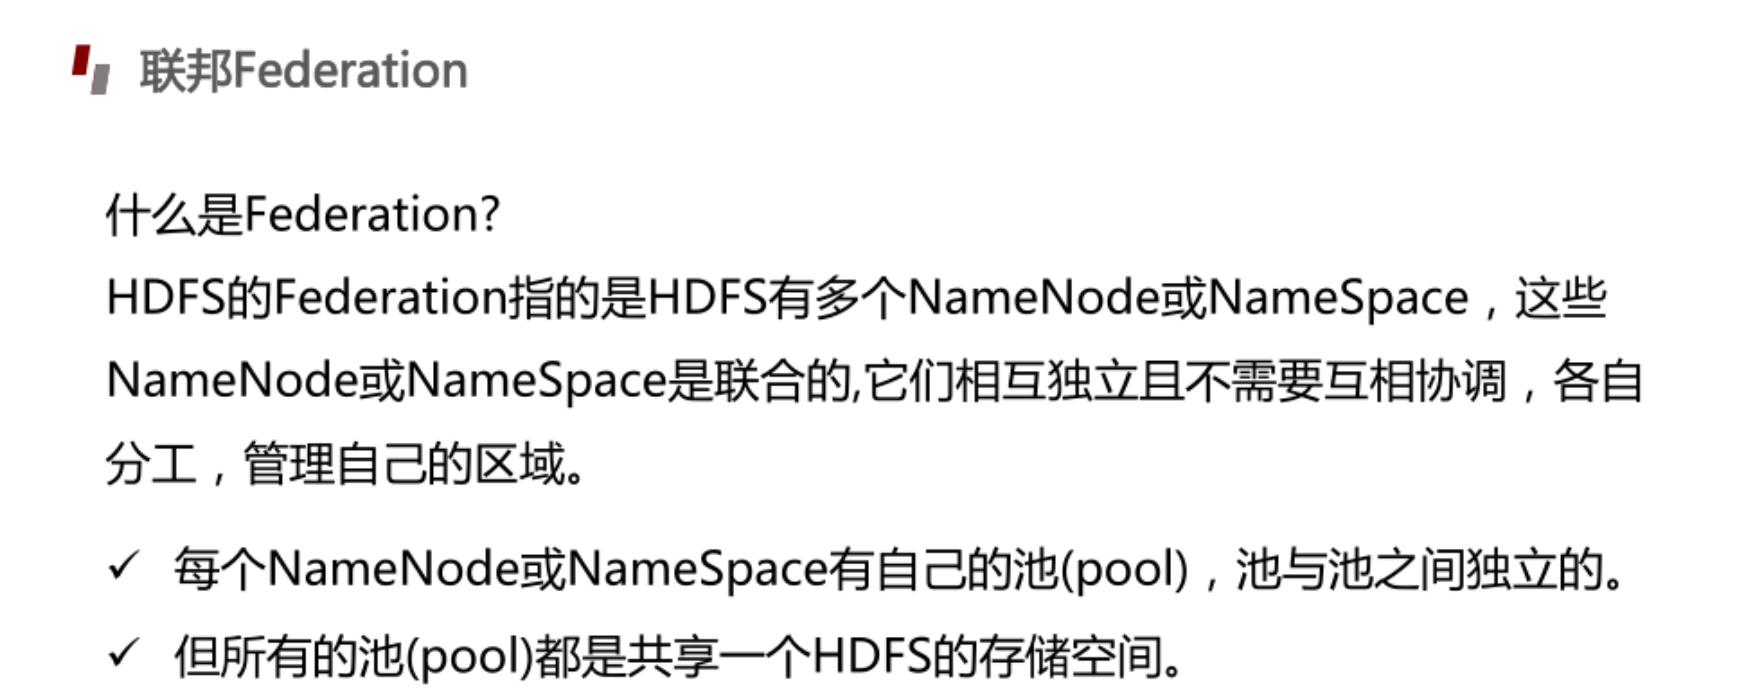 联邦Federation
什么是Federation?
HDFS的Federation指的是HDFS有多个NameNode或NameSpace，这些
NameNode或NameSpace是联合的,它们相互独立且不需要互相协调，各自
分工，管理自己的区域。
✓ 每个NameNode或NameSpace有自己的池(pool)，池与池之间独立的。
✓ 但所有的池(pool)都是共享一个HDFS的存储空间。